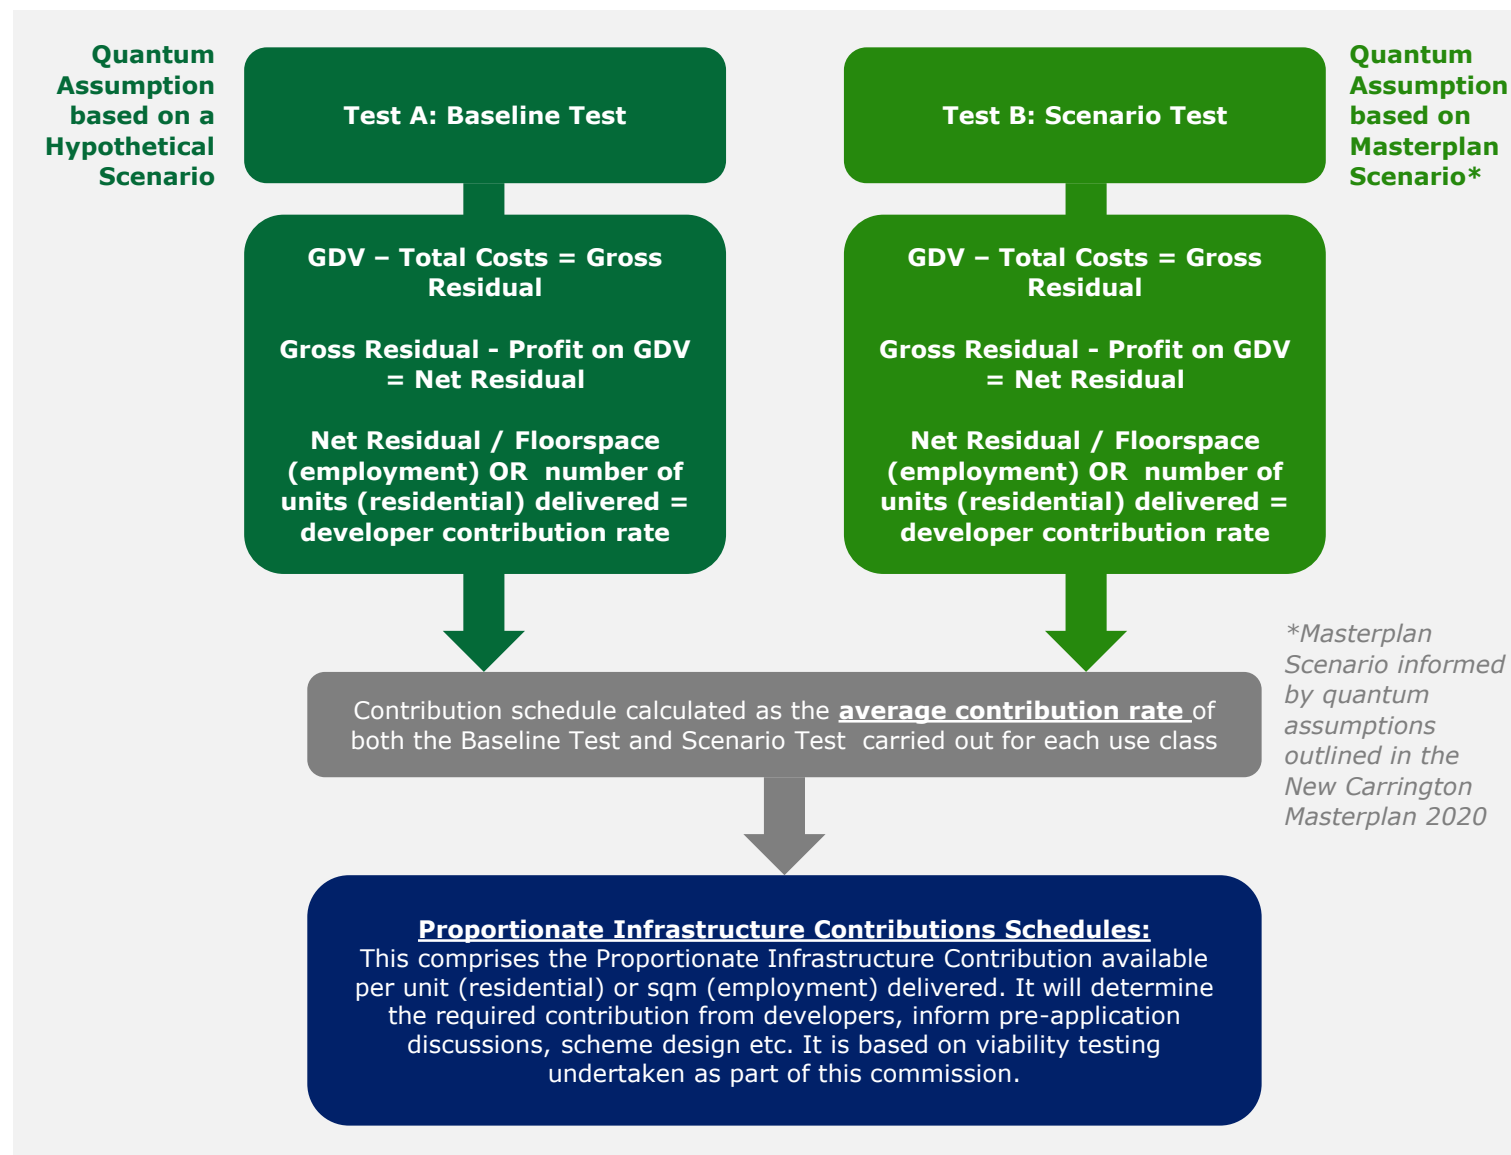 Quantum
Assumption
based on a
Hypothetical
Scenario
Test A: Baseline Test
Test B: Scenario Test
Quantum
Assumption
based on
Masterplan
Scenario*
GDV – Total Costs = Gross
Residual
Gross Residual - Profit on GDV
= Net Residual
Net Residual / Floorspace
(employment) OR  number of
units (residential) delivered =
developer contribution rate
GDV – Total Costs = Gross
Residual
Gross Residual - Profit on GDV
= Net Residual
Net Residual / Floorspace
(employment) OR  number of
units (residential) delivered =
developer contribution rate
*Masterplan
Scenario informed
by quantum
assumptions
outlined in the
New Carrington
Masterplan 2020
Contribution schedule calculated as the average contribution rate of
both the Baseline Test and Scenario Test  carried out for each use class
Proportionate Infrastructure Contributions Schedules:
This comprises the Proportionate Infrastructure Contribution available
per unit (residential) or sqm (employment) delivered. It will determine
the required contribution from developers, inform pre-application
discussions, scheme design etc. It is based on viability testing
undertaken as part of this commission.